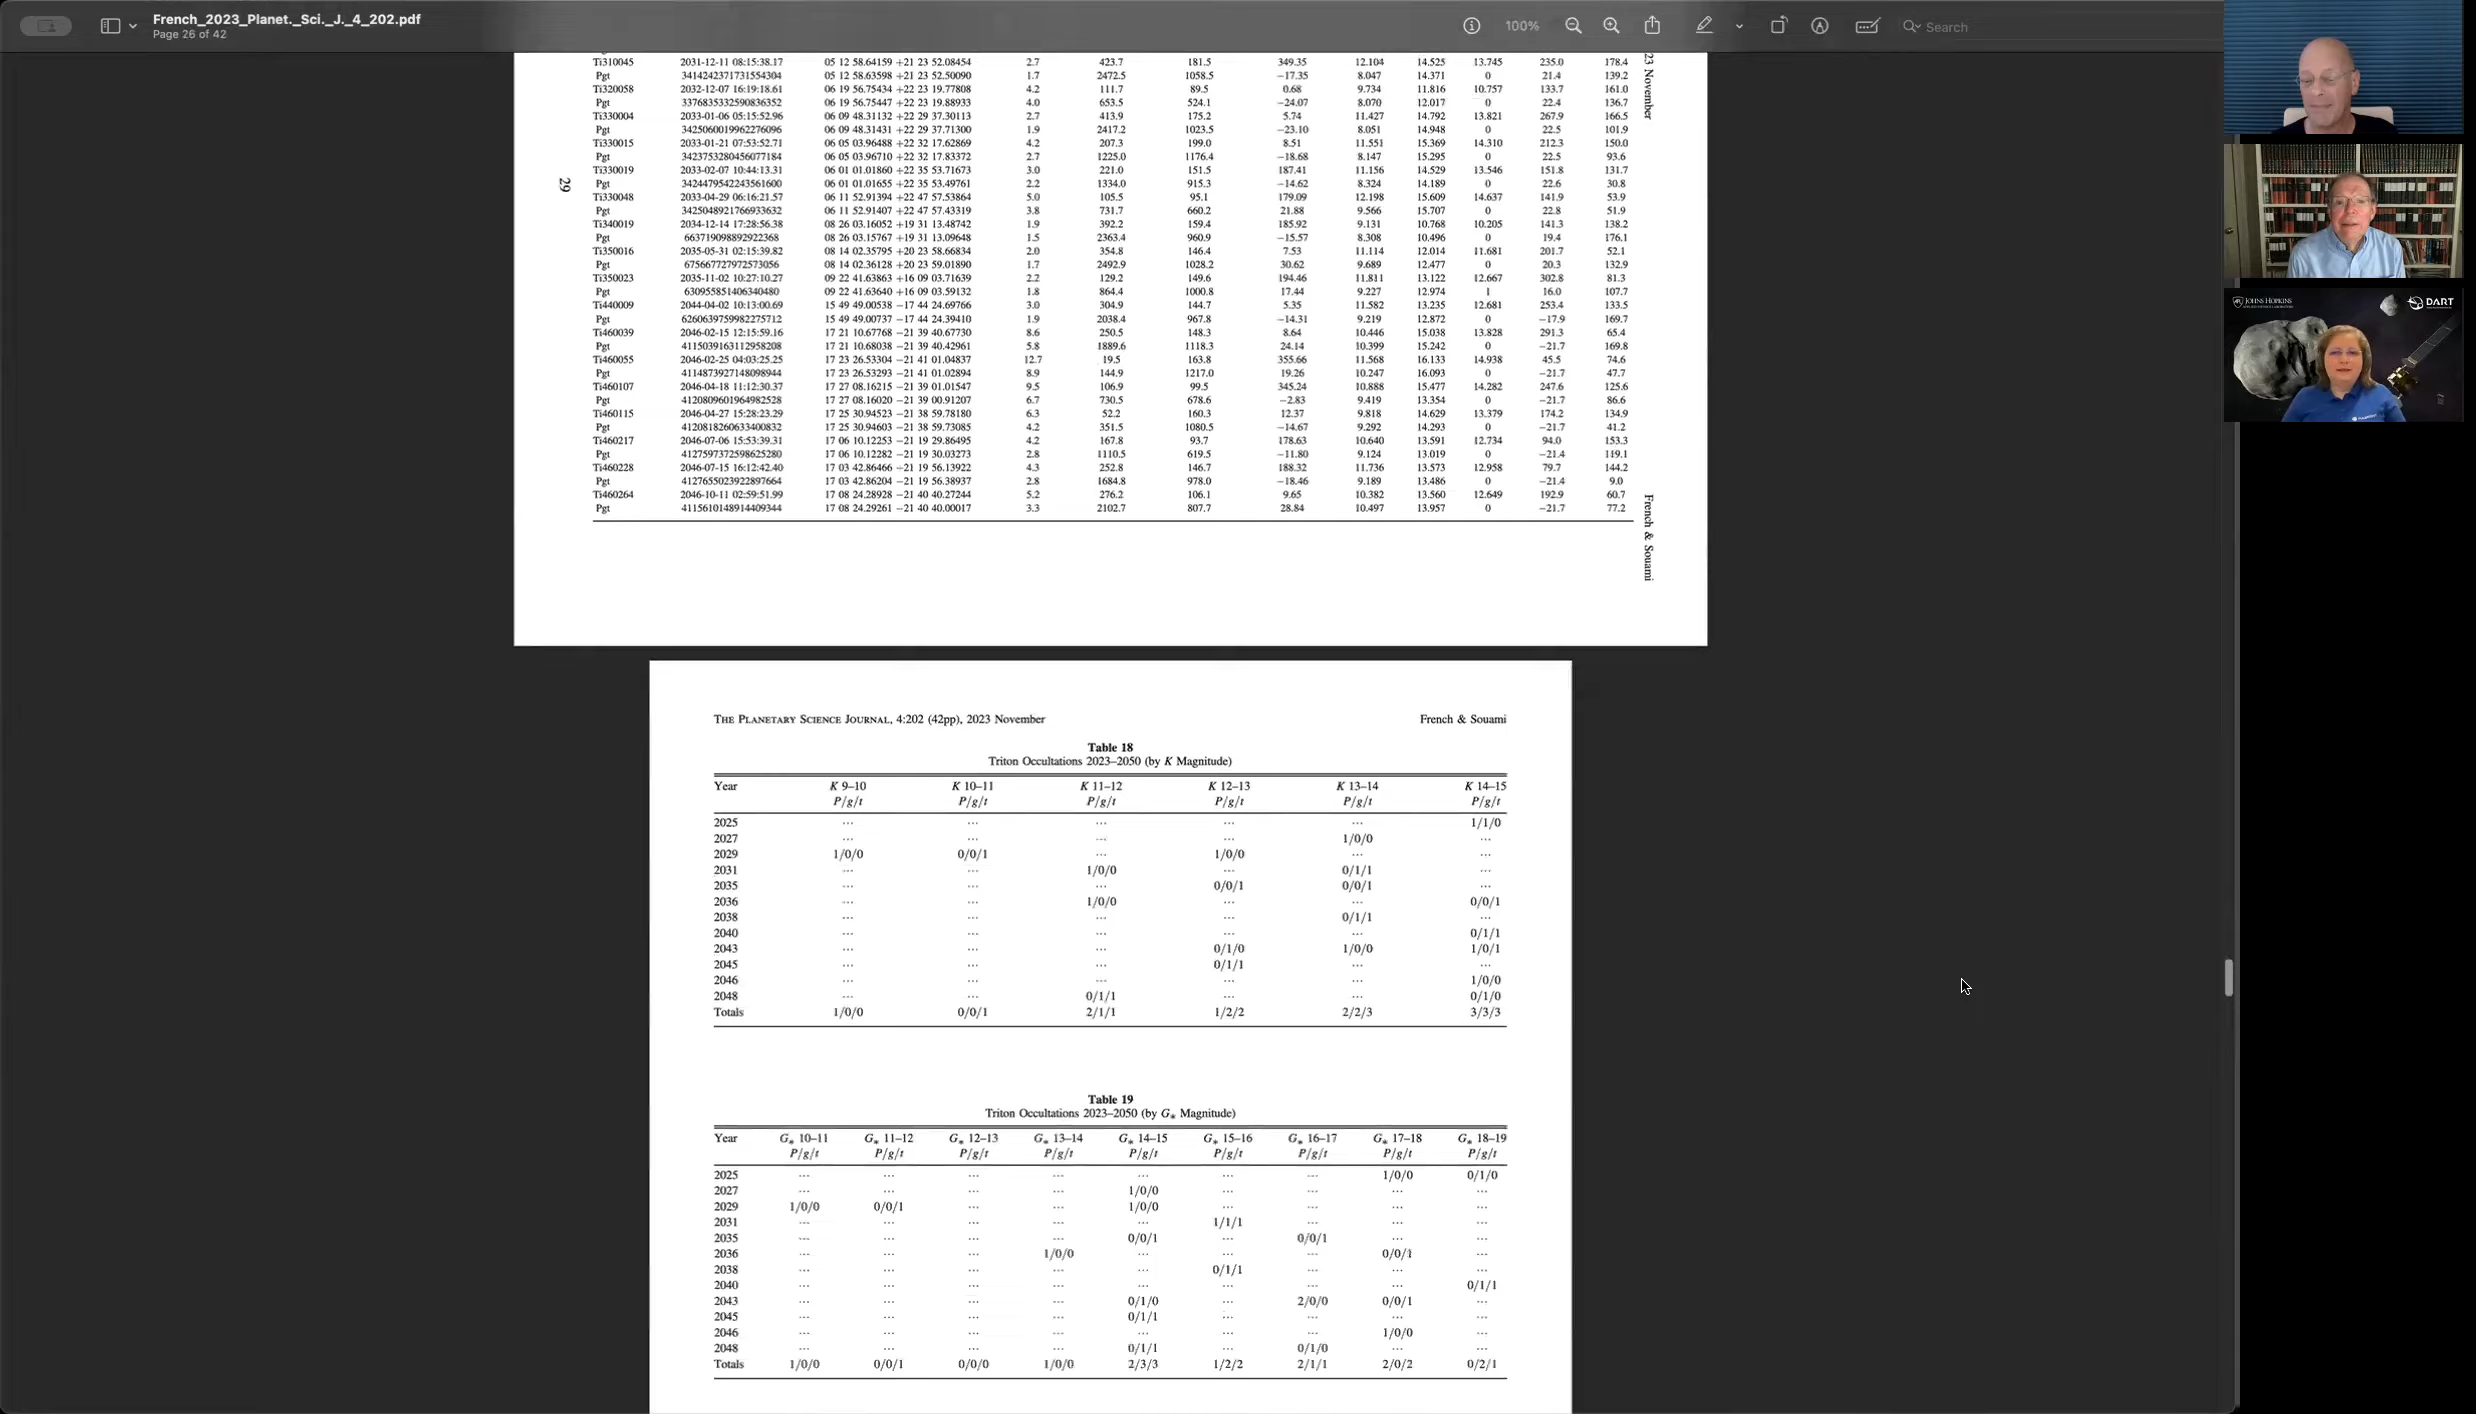 French_2023_Planet._Sci._J._4_202.pdf
Page 26 of 42
100%
Search
Ti310045 2031-12-11 08:15:38.17 05 12 58.64159 +21 23 52.08454 2.7 423.7 181.5 349.35 12.104 14.525 13.745 235.0 178.4
Pgt 3414242371731554304 05 12 58.63598 +21 23 52.50090 1.7 2472.5 1058.5 −17.35 8.047 14.371 0 21.4 139.2
Ti320058 2032-12-07 16:19:18.61 06 19 56.75434 +22 23 19.77808 4.2 111.7 89.5 0.68 9.734 11.816 10.757 133.7 161.0
Pgt 3376835332590836352 06 19 56.75447 +22 23 19.88933 4.0 653.5 524.1 −24.07 8.070 12.017 0 22.4 136.7
Ti330004 2033-01-06 05:15:52.96 06 09 48.31132 +22 29 37.30113 2.7 413.9 175.2 5.74 11.427 14.792 13.821 267.9 166.5
Pgt 3425060019962276096 06 09 48.31431 +22 29 37.71300 1.9 2417.2 1023.5 −23.10 8.051 14.948 0 22.5 101.9
Ti330015 2033-01-21 07:53:52.71 06 05 03.96488 +22 32 17.62869 4.2 207.3 199.0 8.51 11.551 15.369 14.310 212.3 150.0
Pgt 3423753280456077184 06 05 03.96710 +22 32 17.83372 2.7 1225.0 1176.4 −18.68 8.147 15.295 0 22.5 93.6
Ti330019 2033-02-07 10:44:13.31 06 01 01.01860 +22 35 53.71673 3.0 221.0 151.5 187.41 11.156 14.529 13.546 151.8 131.7
Pgt 3424479542243561600 06 01 01.01655 +22 35 53.49761 2.2 1334.0 915.3 −14.62 8.324 14.189 0 22.6 30.8
Ti330048 2033-04-29 06:16:21.57 06 11 52.91394 +22 47 57.53864 5.0 105.5 95.1 179.09 12.198 15.609 14.637 141.9 53.9
Pgt 3425048921766933632 06 11 52.91407 +22 47 57.43319 3.8 731.7 660.2 21.88 9.566 15.707 0 22.8 51.9
Ti340019 2034-12-14 17:28:56.38 08 26 03.16052 +19 31 13.48742 1.9 392.2 159.4 185.92 9.131 10.768 10.205 141.3 138.2
Pgt 663719098892922368 08 26 03.15767 +19 31 13.09648 1.5 2363.4 960.9 −15.57 8.308 10.496 0 19.4 176.1
Ti350016 2035-05-31 02:15:39.82 08 14 02.35795 +20 23 58.66834 2.0 354.8 146.4 7.53 11.114 12.014 11.681 201.7 52.1
Pgt 675667727972573056 08 14 02.36128 +20 23 59.01890 1.7 2492.9 1028.2 30.62 9.689 12.477 0 20.3 132.9
Ti350023 2035-11-02 10:27:10.27 09 22 41.63863 +16 09 03.71639 2.2 129.2 149.6 194.46 11.811 13.122 12.667 302.8 81.3
Pgt 630955851406340480 09 22 41.63640 +16 09 03.59132 1.8 864.4 1000.8 17.44 9.227 12.974 1 16.0 107.7
Ti440009 2044-04-02 10:13:00.69 15 49 49.00538 −17 44 24.69766 3.0 304.9 144.7 5.35 11.582 13.235 12.681 253.4 133.5
Pgt 6260639759982275712 15 49 49.00737 −17 44 24.39410 1.9 2038.4 967.8 −14.31 9.219 12.872 0 −17.9 169.7
Ti460039 2046-02-15 12:15:59.16 17 21 10.67768 −21 39 40.67730 8.6 250.5 148.3 8.64 10.446 15.038 13.828 291.3 65.4
Pgt 4115039163112958208 17 21 10.68038 −21 39 40.42961 5.8 1889.6 1118.3 24.14 10.399 15.242 0 −21.7 169.8
Ti460055 2046-02-25 04:03:25.25 17 23 26.53304 −21 41 01.04837 12.7 19.5 163.8 355.66 11.568 16.133 14.938 45.5 74.6
Pgt 4114873927148098944 17 23 26.53293 −21 41 01.02894 8.9 144.9 1217.0 19.26 10.247 16.093 0 −21.7 47.7
Ti460107 2046-04-18 11:12:30.37 17 27 08.16215 −21 39 01.01547 9.5 106.9 99.5 345.24 10.888 15.477 14.282 247.6 125.6
Pgt 4120809601964982528 17 27 08.16020 −21 39 00.91207 6.7 730.5 678.6 −2.83 9.419 13.354 0 −21.7 86.6
Ti460115 2046-04-27 15:28:23.29 17 25 30.94523 −21 38 59.78180 6.3 52.2 160.3 12.37 9.818 14.629 13.379 174.2 134.9
Pgt 4120818260633400832 17 25 30.94603 −21 38 59.73085 4.2 351.5 1080.5 −14.67 9.292 14.293 0 −21.7 41.2
Ti460217 2046-07-06 15:53:39.31 17 06 10.12253 −21 19 29.86495 4.2 167.8 93.7 178.63 10.640 13.591 12.734 94.0 153.3
Pgt 4127597372598625280 17 06 10.12282 −21 19 30.03273 2.8 1110.5 619.5 −11.80 9.124 13.019 0 −21.4 119.1
Ti460228 2046-07-15 16:12:42.40 17 03 42.86466 −21 19 56.13922 4.3 252.8 146.7 188.32 11.736 13.573 12.958 79.7 144.2
Pgt 4127655023922897664 17 03 42.86204 −21 19 56.38937 2.8 1684.8 978.0 −18.46 9.189 13.486 0 −21.4 9.0
Ti460264 2046-10-11 02:59:51.99 17 08 24.28928 −21 40 40.27244 5.2 276.2 106.1 9.65 10.382 13.560 12.649 192.9 60.7
Pgt 4115610148914409344 17 08 24.29261 −21 40 40.00017 3.3 2102.7 807.7 28.84 10.497 13.957 0 −21.7 77.2
29
23 November
French & Souami
THE PLANETARY SCIENCE JOURNAL, 4:202 (42pp), 2023 November French & Souami
Table 18
Triton Occultations 2023–2050 (by K Magnitude)
Year K 9–10 K 10–11 K 11–12 K 12–13 K 13–14 K 14–15
P/g/t P/g/t P/g/t P/g/t P/g/t P/g/t
2025 ... ... ... ... ... 1/1/0
2027 ... ... ... ... 1/0/0 ...
2029 1/0/0 0/0/1 ... 1/0/0 ... ...
2031 ... ... 1/0/0 ... 0/1/1 ...
2035 ... ... ... 0/0/1 0/0/1 ...
2036 ... ... 1/0/0 ... ... 0/0/1
2038 ... ... ... ... 0/1/1 ...
2040 ... ... ... ... ... 0/1/1
2043 ... ... ... 0/1/0 1/0/0 1/0/1
2045 ... ... ... 0/1/1 ... ...
2046 ... ... ... ... ... 1/0/0
2048 ... ... 0/1/1 ... ... 0/1/0
Totals 1/0/0 0/0/1 2/1/1 1/2/2 2/2/3 3/3/3
Table 19
Triton Occultations 2023–2050 (by G* Magnitude)
Year G* 10–11 G* 11–12 G* 12–13 G* 13–14 G* 14–15 G* 15–16 G* 16–17 G* 17–18 G* 18–19
P/g/t P/g/t P/g/t P/g/t P/g/t P/g/t P/g/t P/g/t P/g/t
2025 ... ... ... ... ... ... ... 1/0/0 0/1/0
2027 ... ... ... ... 1/0/0 ... ... ... ...
2029 1/0/0 0/0/1 ... ... 1/0/0 ... ... ... ...
2031 ... ... ... ... ... 1/1/1 ... ... ...
2035 ... ... ... ... 0/0/1 ... 0/0/1 ... ...
2036 ... ... ... 1/0/0 ... ... ... 0/0/1 ...
2038 ... ... ... ... ... 0/1/1 ... ... ...
2040 ... ... ... ... ... ... ... ... 0/1/1
2043 ... ... ... ... 0/1/0 ... 2/0/0 0/0/1 ...
2045 ... ... ... ... 0/1/1 ... ... ... ...
2046 ... ... ... ... ... ... ... 1/0/0 ...
2048 ... ... ... ... 0/1/1 ... 0/1/0 ... ...
Totals 1/0/0 0/0/1 0/0/0 1/0/0 2/3/3 1/2/2 2/1/1 2/0/2 0/2/1
JOHNS HOPKINS
DART